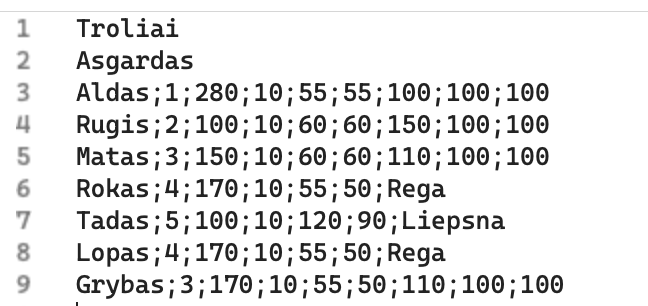 1 Troliai
2 Asgardas
3 Aldas;1;280;10;55;55;100;100;100
4 Rugis;2;100;10;60;60;150;100;100
5 Matas;3;150;10;60;60;110;100;100
6 Rokas;4;170;10;55;50;Rega
7 Tadas;5;100;10;120;90;Liepsna
8 Lopas;4;170;10;55;50;Rega
9 Grybas;3;170;10;55;50;110;100;100